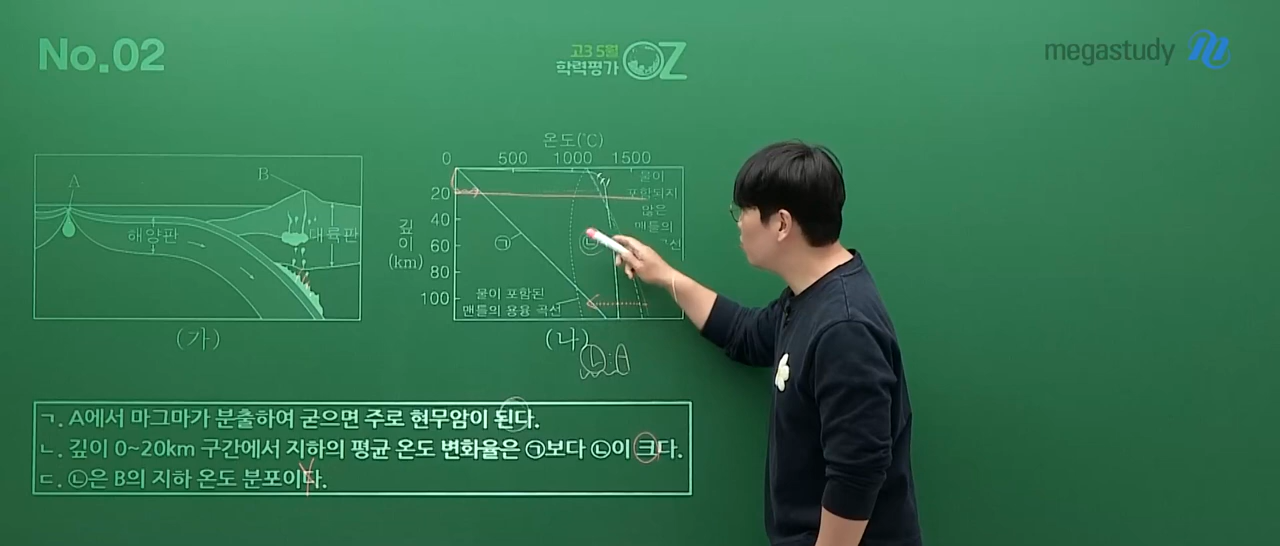 No.02
고3 5월
학력평가 OZ
megastudy
A
B
해양판
대륙판
(가)
온도(℃)
0 500 1000 1500
20
40
60
80
100
깊이
(km)
㉠
㉡
물이
포함되지
않은
맨틀의
곡선
물이 포함된
맨틀의 용융 곡선
(나)
㉡:A
ㄱ. A에서 마그마가 분출하여 굳으면 주로 현무암이 된다.
ㄴ. 깊이 0~20km 구간에서 지하의 평균 온도 변화율은 ㉠보다 ㉡이 크다.
ㄷ. ㉡은 B의 지하 온도 분포이다.